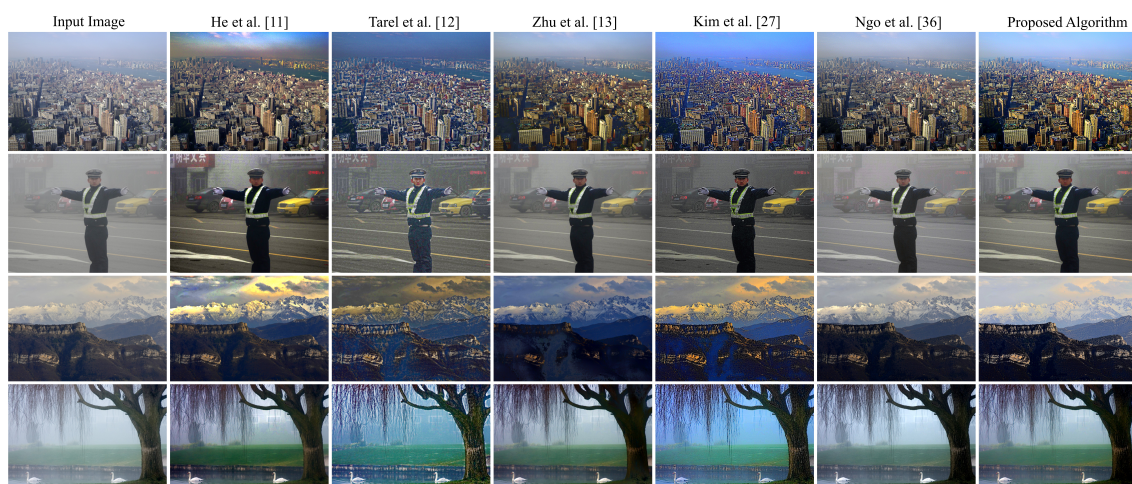 Input Image
He et al. [11]
Tarel et al. [12]
Zhu et al. [13]
Kim et al. [27]
Ngo et al. [36]
Proposed Algorithm